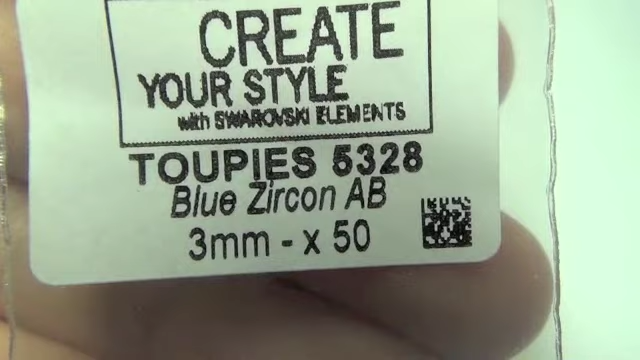 CREATE
YOUR STYLE
with SWAROVSKI ELEMENTS
TOUPIES 5328
Blue Zircon AB
3mm - x 50